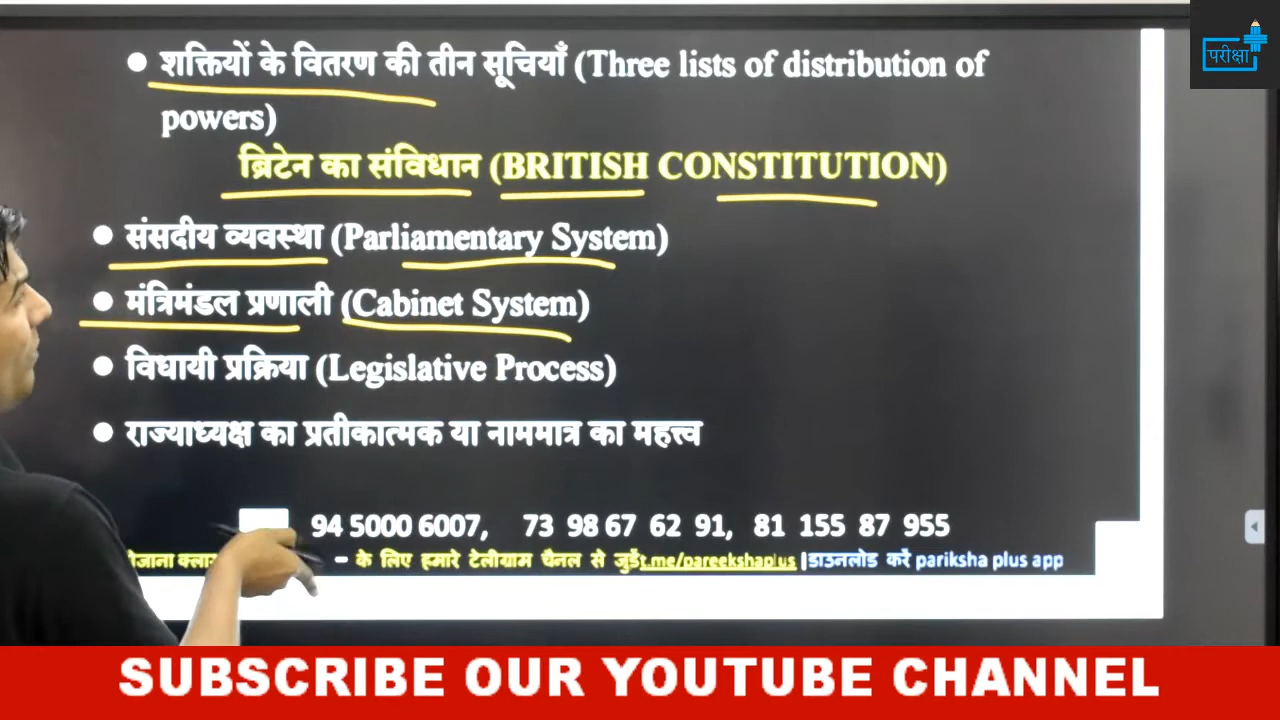 परीक्षा
● शक्तियों के वितरण की तीन सूचियाँ (Three lists of distribution of
powers)
ब्रिटेन का संविधान (BRITISH CONSTITUTION)
● संसदीय व्यवस्था (Parliamentary System)
● मंत्रिमंडल प्रणाली (Cabinet System)
● विधायी प्रक्रिया (Legislative Process)
● राज्याध्यक्ष का प्रतीकात्मक या नाममात्र का महत्त्व
94 5000 6007, 73 98 67 62 91, 81 155 87 955
– के लिए हमारे टेलीग्राम चैनल से जुड़ें t.me/pareekshaplus |डाउनलोड करें pariksha plus app
SUBSCRIBE OUR YOUTUBE CHANNEL